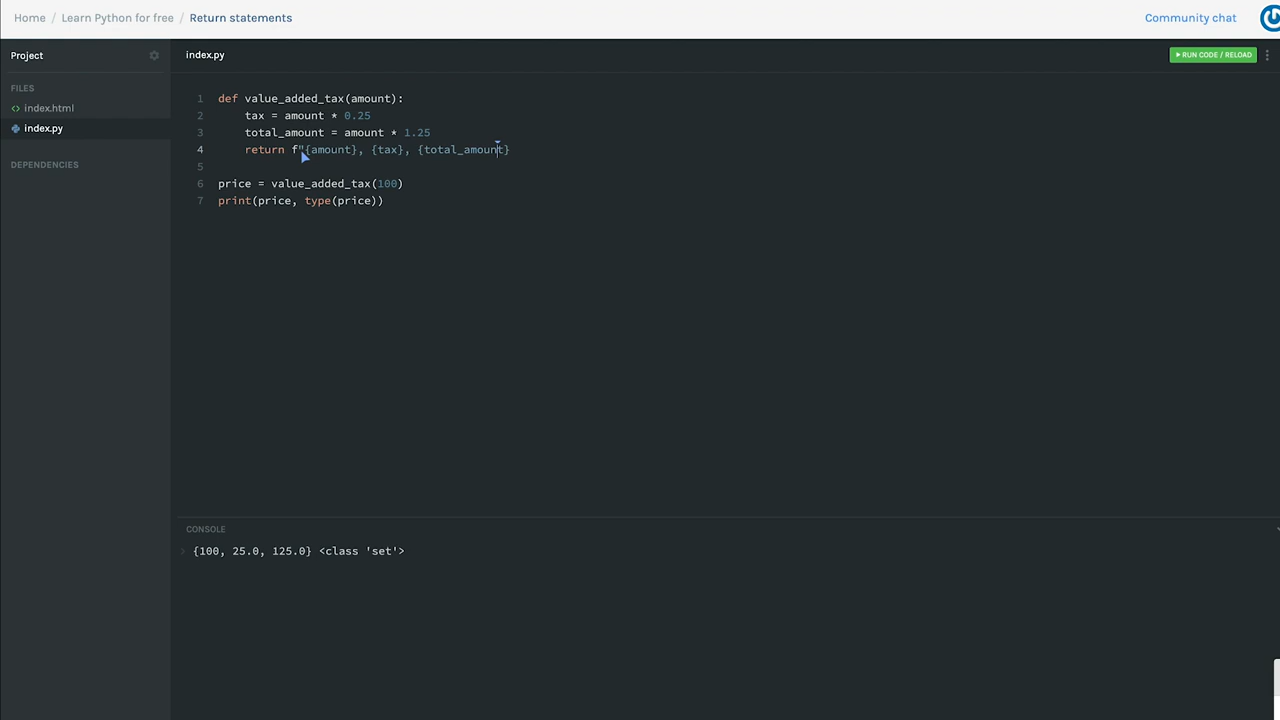 Home / Learn Python for free / Return statements
Community chat
Project
index.py
▶ RUN CODE / RELOAD
FILES
<> index.html
index.py
DEPENDENCIES
1 def value_added_tax(amount):
2     tax = amount * 0.25
3     total_amount = amount * 1.25
4     return f"{amount}, {tax}, {total_amount}
5
6 price = value_added_tax(100)
7 print(price, type(price))
CONSOLE
{100, 25.0, 125.0} <class 'set'>